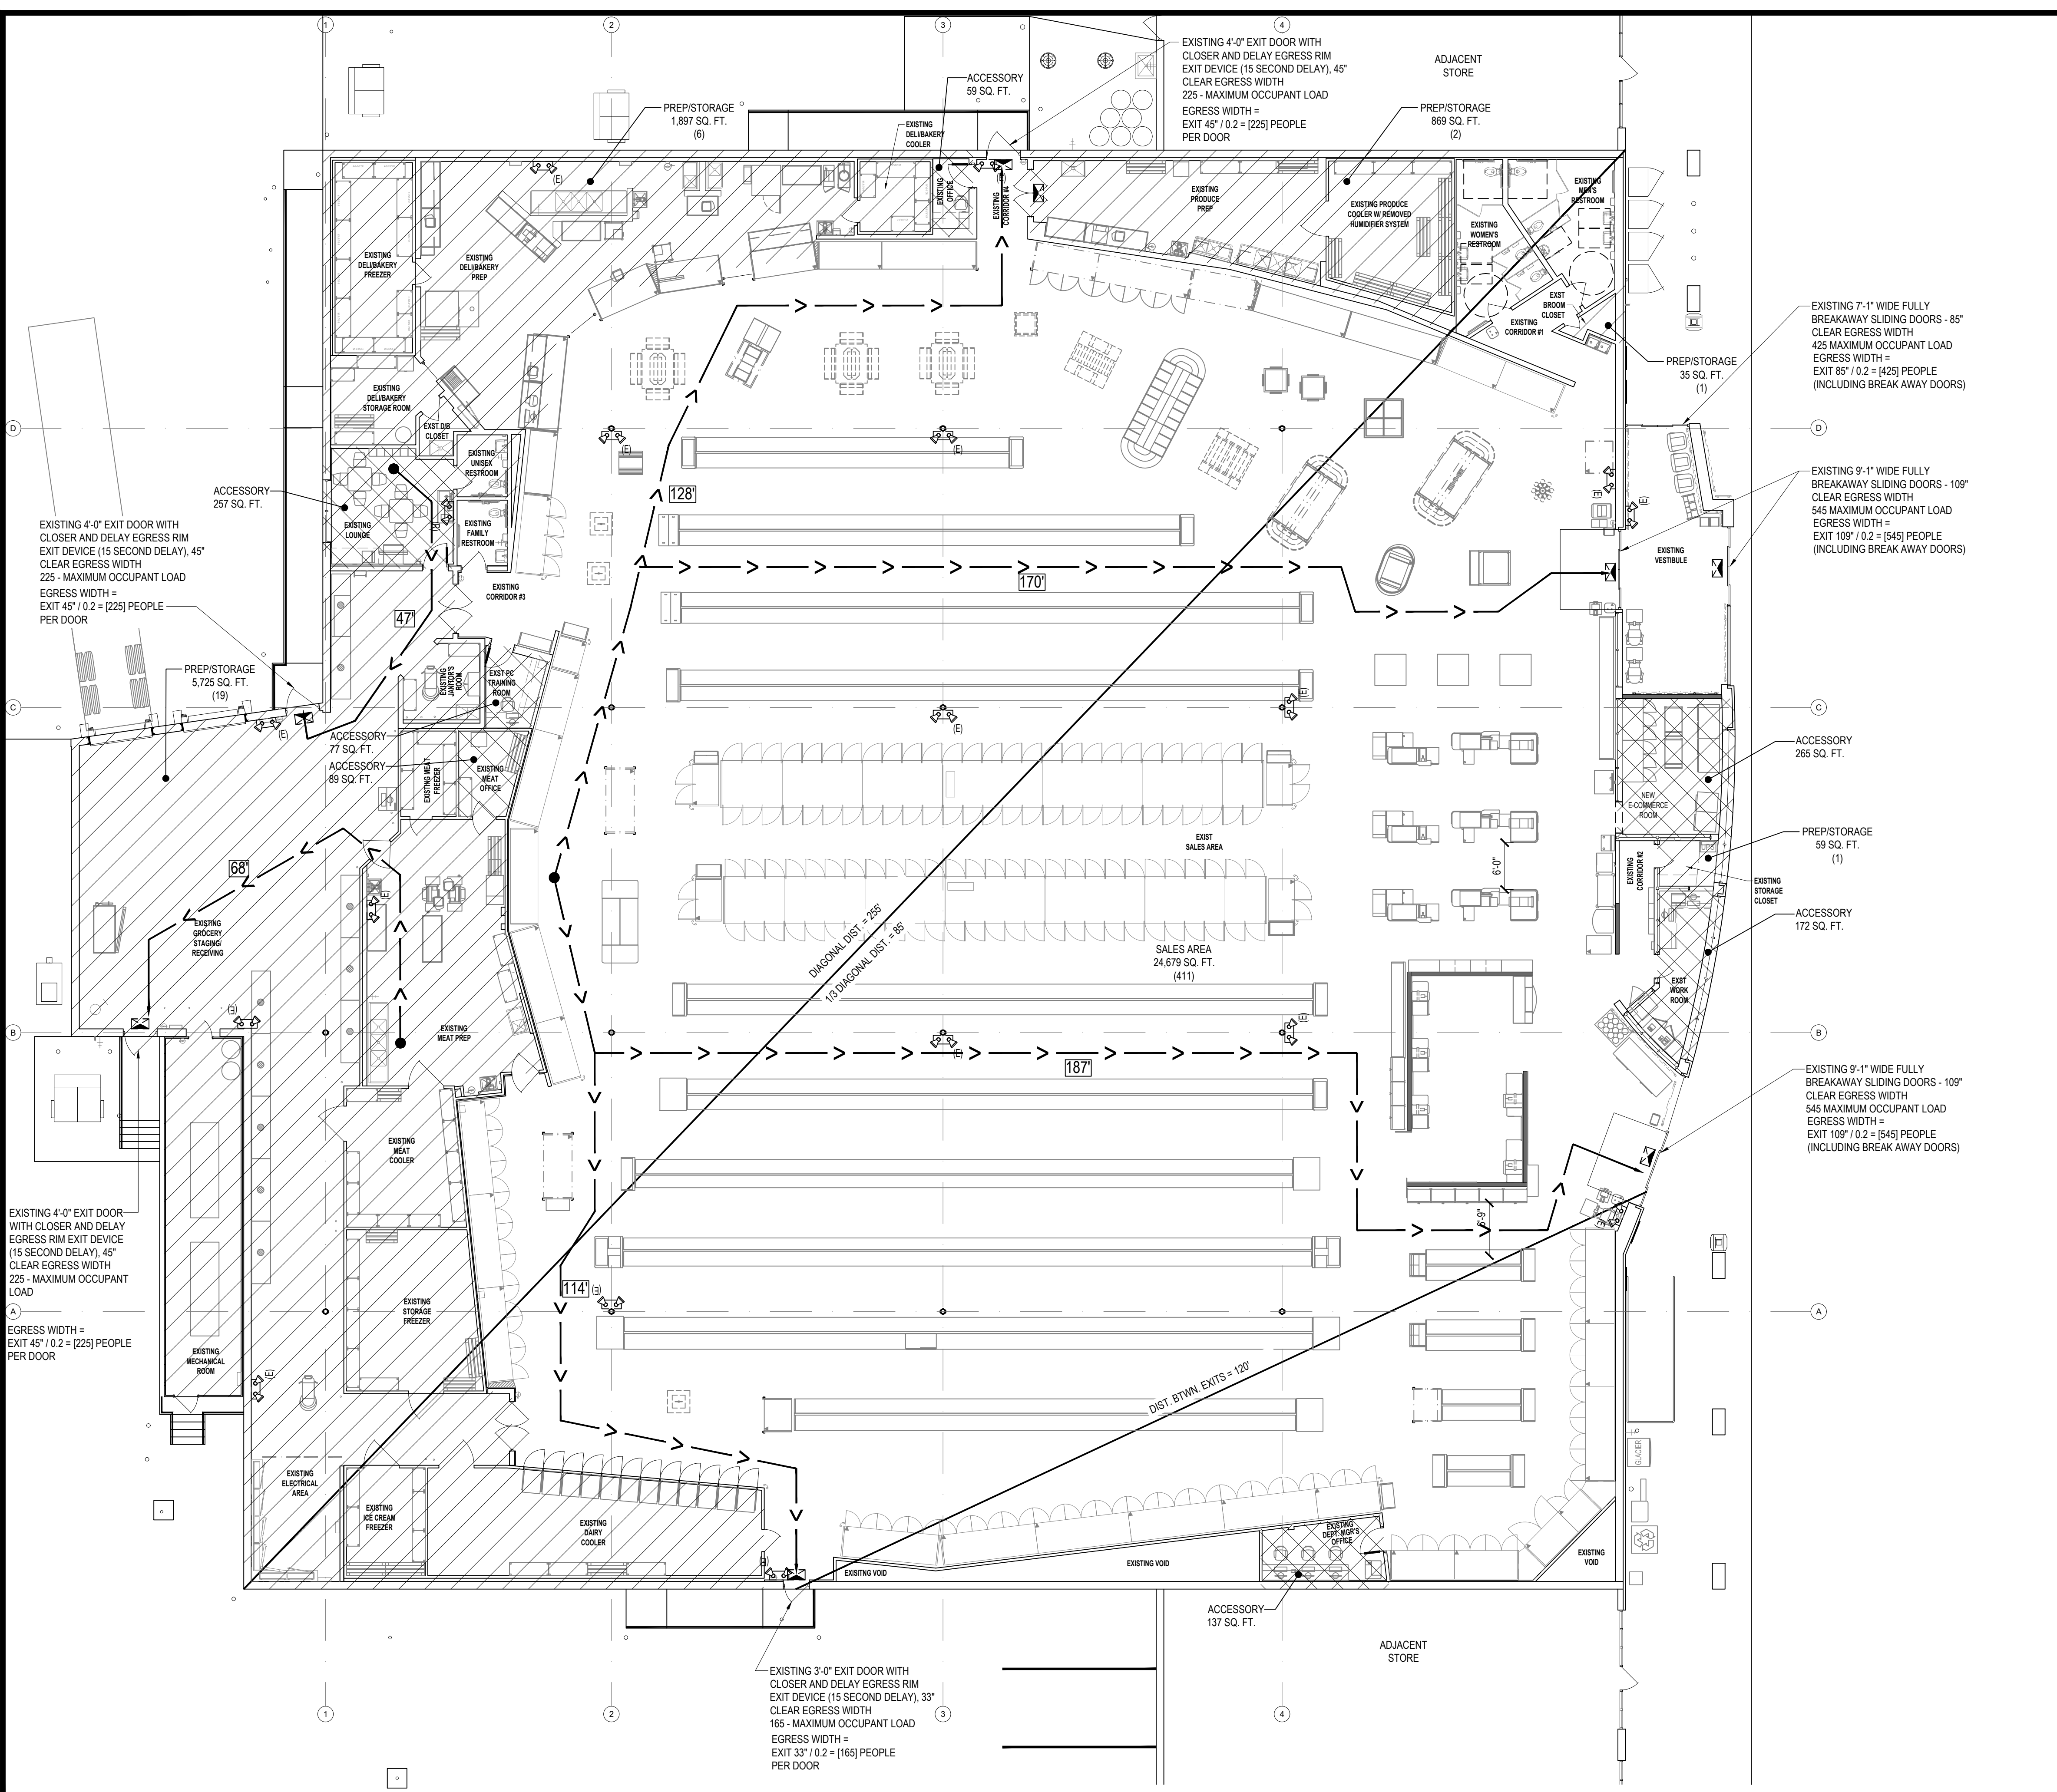 1
2
3
4
EXISTING 4'-0" EXIT DOOR WITH
CLOSER AND DELAY EGRESS RIM
EXIT DEVICE (15 SECOND DELAY), 45"
CLEAR EGRESS WIDTH
225 - MAXIMUM OCCUPANT LOAD
EGRESS WIDTH =
EXIT 45" / 0.2 = [225] PEOPLE
PER DOOR
ADJACENT
STORE
ACCESSORY
59 SQ. FT.
PREP/STORAGE
1,897 SQ. FT.
(6)
PREP/STORAGE
869 SQ. FT.
(2)
EXISTING
DELI/BAKERY
COOLER
(E)
(E)
EXISTING
OFFICE
EXISTING
CORRIDOR #4
EXISTING
PRODUCE
PREP
EXISTING PRODUCE
COOLER W/ REMOVED
HUMIDIFIER SYSTEM
EXISTING
MEN'S
RESTROOM
EXISTING
WOMEN'S
RESTROOM
EXISTING
DELI/BAKERY
FREEZER
EXISTING
DELI/BAKERY
PREP
EXST
BROOM
CLOSET
EXISTING
CORRIDOR #1
EXISTING 7'-1" WIDE FULLY
BREAKAWAY SLIDING DOORS - 85"
CLEAR EGRESS WIDTH
425 MAXIMUM OCCUPANT LOAD
EGRESS WIDTH =
EXIT 85" / 0.2 = [425] PEOPLE
(INCLUDING BREAK AWAY DOORS)
PREP/STORAGE
35 SQ. FT.
(1)
EXISTING
DELI/BAKERY
STORAGE ROOM
EXST D/B
CLOSET
D
D
(E)
(E)
EXISTING
UNISEX
RESTROOM
128'
(E)
(E)
EXISTING 9'-1" WIDE FULLY
BREAKAWAY SLIDING DOORS - 109"
CLEAR EGRESS WIDTH
545 MAXIMUM OCCUPANT LOAD
EGRESS WIDTH =
EXIT 109" / 0.2 = [545] PEOPLE
(INCLUDING BREAK AWAY DOORS)
ACCESSORY
257 SQ. FT.
EXISTING
LOUNGE
EXISTING
FAMILY
RESTROOM
EXISTING 4'-0" EXIT DOOR WITH
CLOSER AND DELAY EGRESS RIM
EXIT DEVICE (15 SECOND DELAY), 45"
CLEAR EGRESS WIDTH
225 - MAXIMUM OCCUPANT LOAD
EGRESS WIDTH =
EXIT 45" / 0.2 = [225] PEOPLE
PER DOOR
EXISTING
VESTIBULE
170'
EXISTING
CORRIDOR #3
47'
PREP/STORAGE
5,725 SQ. FT.
(19)
EXISTING
JANITOR'S
ROOM
EXST PC
TRAINING
ROOM
C
C
(E)
(E)
(E)
ACCESSORY
77 SQ. FT.
ACCESSORY
89 SQ. FT.
EXISTING MEAT
FREEZER
EXISTING
MEAT
OFFICE
ACCESSORY
265 SQ. FT.
NEW
E-COMMERCE
ROOM
PREP/STORAGE
59 SQ. FT.
(1)
EXIST
SALES AREA
6'-0"
EXISTING
CORRIDOR #2
EXISTING
STORAGE
CLOSET
68'
(E)
EXISTING
GROCERY
STAGING/
RECEIVING
DIAGONAL DIST. = 255'
1/3 DIAGONAL DIST. = 85'
SALES AREA
24,679 SQ. FT.
(411)
ACCESSORY
172 SQ. FT.
EXST
WORK
ROOM
B
B
(E)
(E)
(E)
EXISTING
MEAT PREP
187'
EXISTING 9'-1" WIDE FULLY
BREAKAWAY SLIDING DOORS - 109"
CLEAR EGRESS WIDTH
545 MAXIMUM OCCUPANT LOAD
EGRESS WIDTH =
EXIT 109" / 0.2 = [545] PEOPLE
(INCLUDING BREAK AWAY DOORS)
EXISTING
MEAT
COOLER
EXISTING 4'-0" EXIT DOOR
WITH CLOSER AND DELAY
EGRESS RIM EXIT DEVICE
(15 SECOND DELAY), 45"
CLEAR EGRESS WIDTH
225 - MAXIMUM OCCUPANT
LOAD
EGRESS WIDTH =
EXIT 45" / 0.2 = [225] PEOPLE
PER DOOR
(E)
114'
(E)
A
A
EXISTING
STORAGE
FREEZER
EXISTING
MECHANICAL
ROOM
(E)
DIST. BTWN. EXITS = 120'
GLACIER
EXISTING
ELECTRICAL
AREA
EXISTING
ICE CREAM
FREEZER
EXISTING
DAIRY
COOLER
(E)
EXISITNG VOID
EXISTING VOID
EXISTING
DEPT. MGR'S
OFFICE
EXISTING
VOID
ACCESSORY
137 SQ. FT.
ADJACENT
STORE
EXISTING 3'-0" EXIT DOOR WITH
CLOSER AND DELAY EGRESS RIM
EXIT DEVICE (15 SECOND DELAY), 33"
CLEAR EGRESS WIDTH
165 - MAXIMUM OCCUPANT LOAD
EGRESS WIDTH =
EXIT 33" / 0.2 = [165] PEOPLE
PER DOOR
1
2
3
4